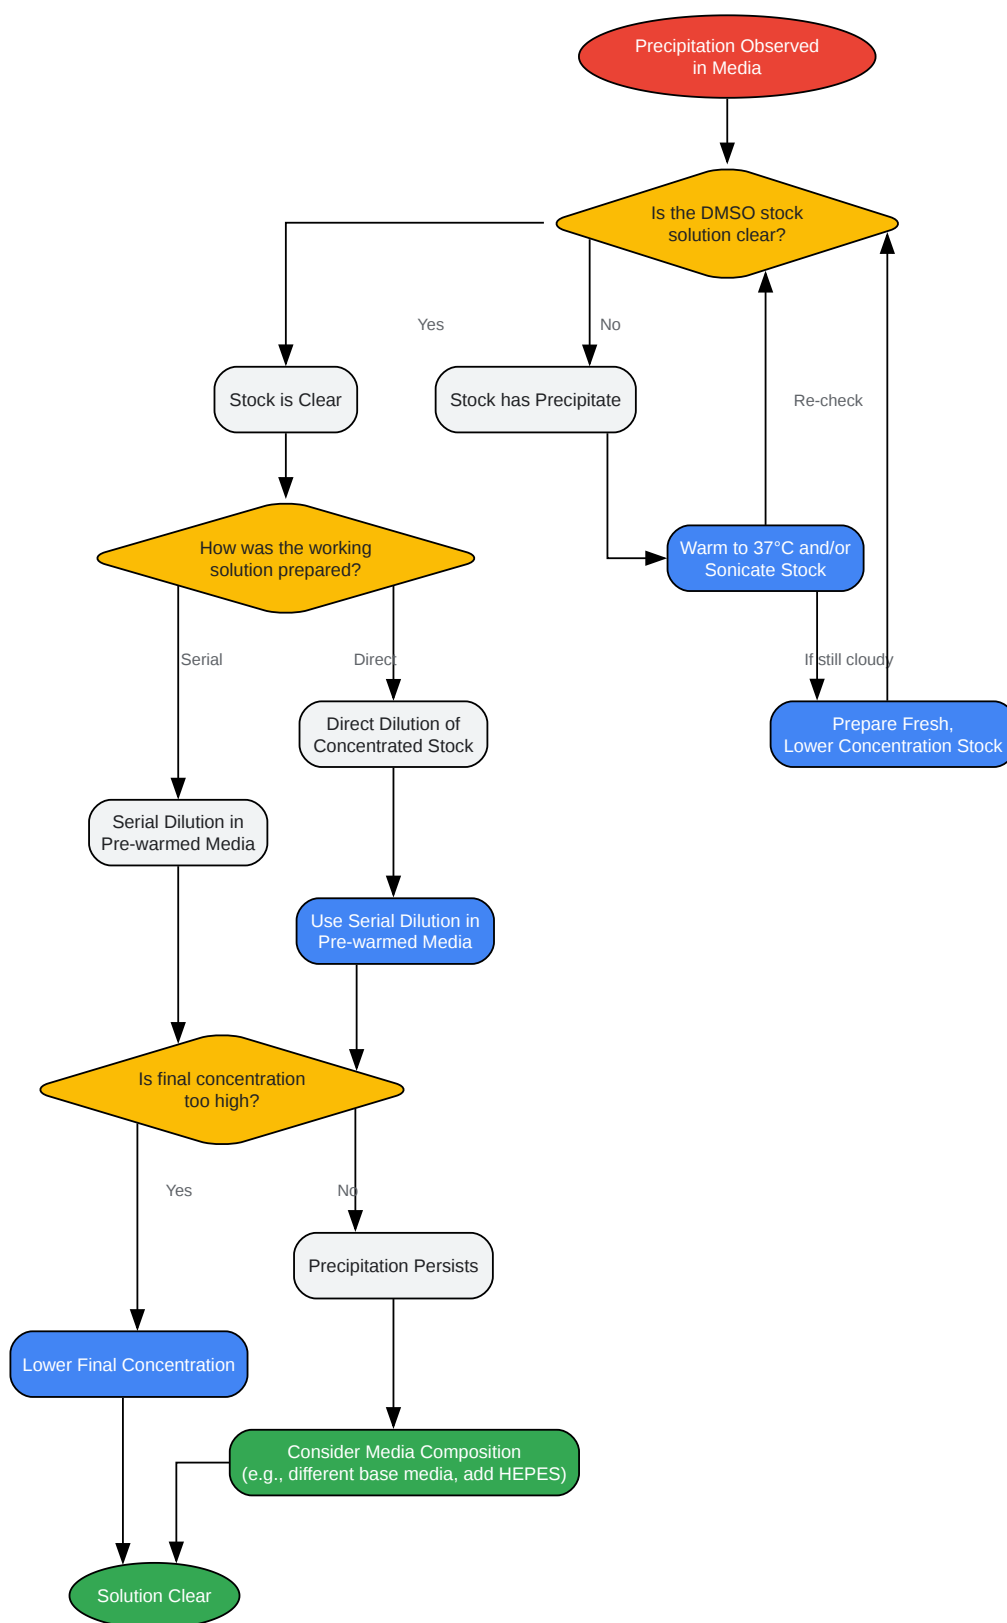 Precipitation Observed
in Media
Is the DMSO stock
solution clear?
Yes
No
Stock is Clear
Stock has Precipitate
Re-check
How was the working
solution prepared?
Warm to 37°C and/or
Sonicate Stock
Serial
Direct
If still cloudy
Direct Dilution of
Concentrated Stock
Prepare Fresh,
Lower Concentration Stock
Serial Dilution in
Pre-warmed Media
Use Serial Dilution in
Pre-warmed Media
Is final concentration
too high?
Yes
No
Precipitation Persists
Lower Final Concentration
Consider Media Composition
(e.g., different base media, add HEPES)
Solution Clear